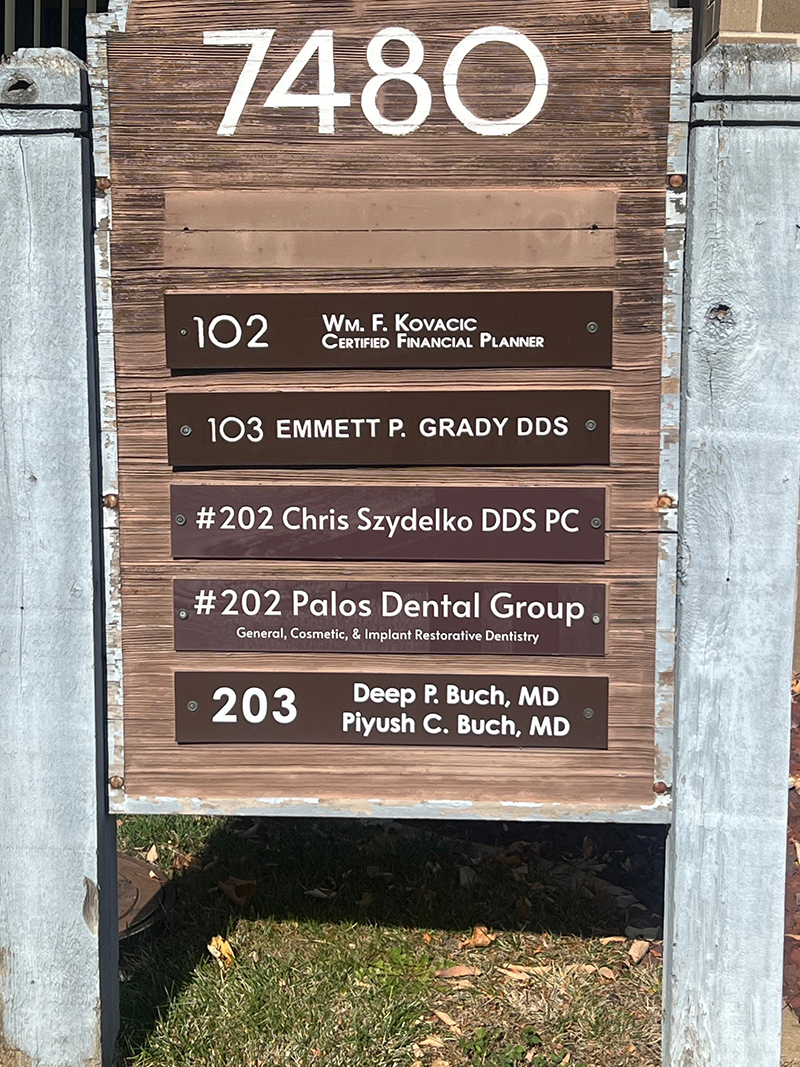 7480
102 Wm. F. Kovacic
Certified Financial Planner
103 EMMETT P. GRADY DDS
#202 Chris Szydelko DDS PC
#202 Palos Dental Group
General, Cosmetic, & Implant Restorative Dentistry
203 Deep P. Buch, MD
Piyush C. Buch, MD